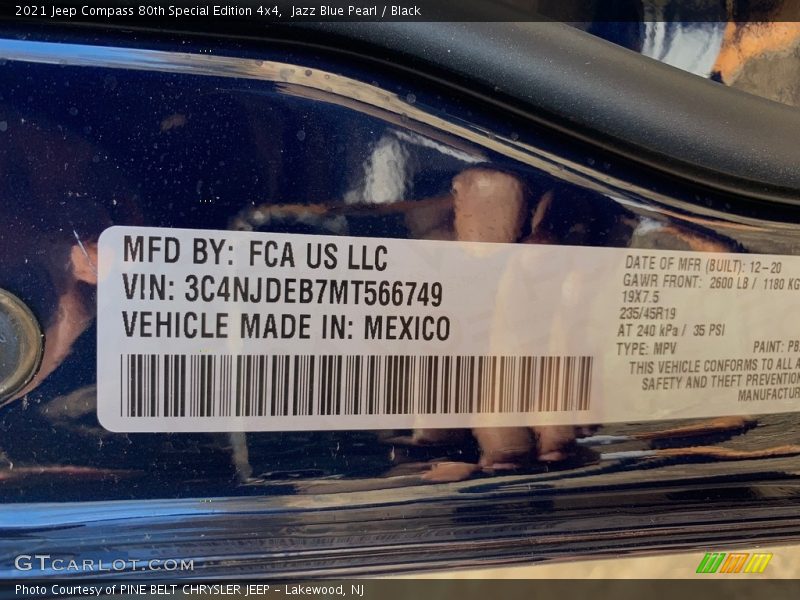 2021 Jeep Compass 80th Special Edition 4x4,  Jazz Blue Pearl / Black
MFD BY: FCA US LLC
VIN: 3C4NJDEB7MT566749
VEHICLE MADE IN: MEXICO
DATE OF MFR (BUILT): 12-20
GAWR FRONT: 2600 LB / 1180 KG
19X7.5
235/45R19
AT 240 kPa / 35 PSI
TYPE: MPV PAINT: PB
THIS VEHICLE CONFORMS TO ALL A
SAFETY AND THEFT PREVENTION
MANUFACTUR
GTCARLOT.COM
Photo Courtesy of PINE BELT CHRYSLER JEEP - Lakewood, NJ